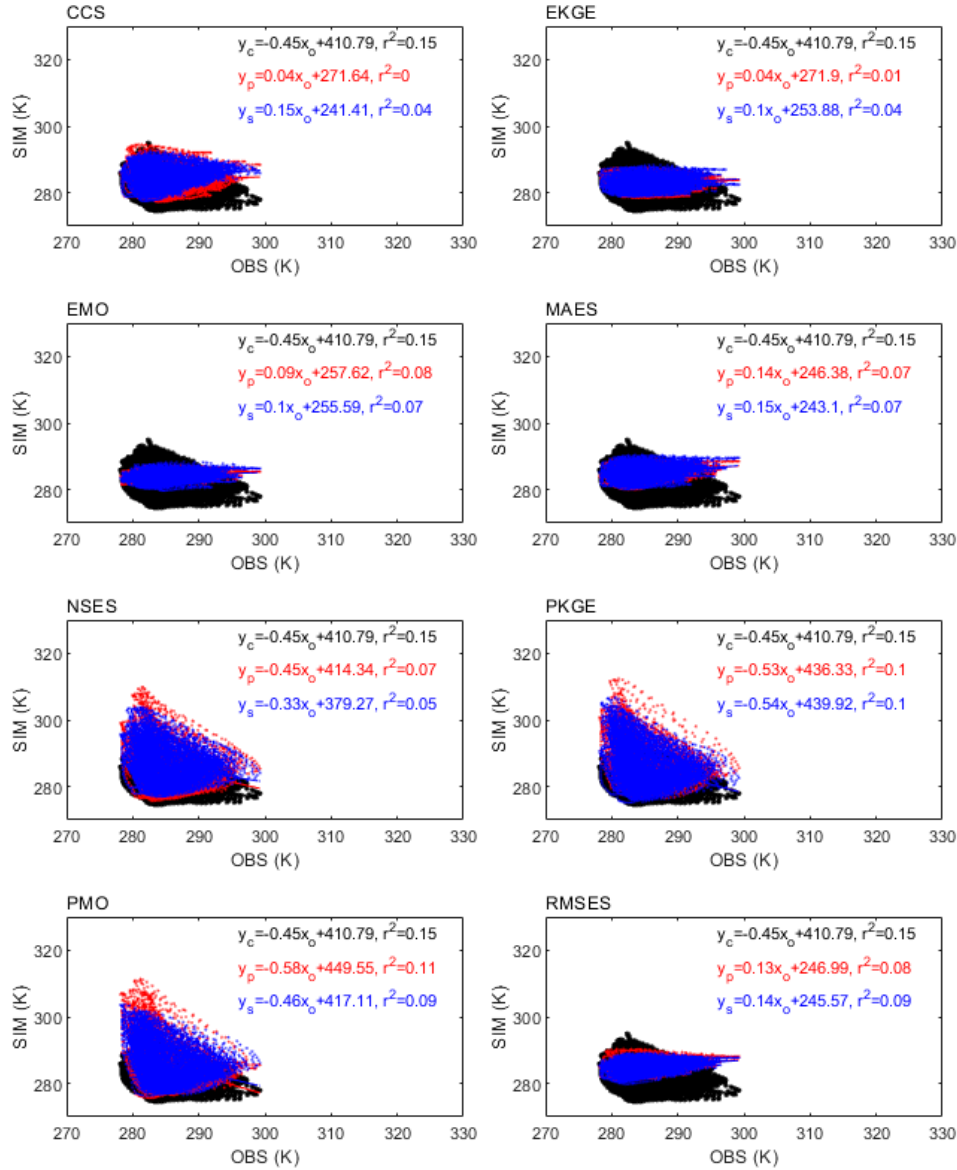 CCS
y_c=-0.45x_o+410.79, r^2=0.15
y_p=0.04x_o+271.64, r^2=0
y_s=0.15x_o+241.41, r^2=0.04
SIM (K)
320
300
280
270 280 290 300 310 320 330
OBS (K)
EKGE
y_c=-0.45x_o+410.79, r^2=0.15
y_p=0.04x_o+271.9, r^2=0.01
y_s=0.1x_o+253.88, r^2=0.04
SIM (K)
320
300
280
270 280 290 300 310 320 330
OBS (K)
EMO
y_c=-0.45x_o+410.79, r^2=0.15
y_p=0.09x_o+257.62, r^2=0.08
y_s=0.1x_o+255.59, r^2=0.07
SIM (K)
320
300
280
270 280 290 300 310 320 330
OBS (K)
MAES
y_c=-0.45x_o+410.79, r^2=0.15
y_p=0.14x_o+246.38, r^2=0.07
y_s=0.15x_o+243.1, r^2=0.07
SIM (K)
320
300
280
270 280 290 300 310 320 330
OBS (K)
NSES
y_c=-0.45x_o+410.79, r^2=0.15
y_p=-0.45x_o+414.34, r^2=0.07
y_s=-0.33x_o+379.27, r^2=0.05
SIM (K)
320
300
280
270 280 290 300 310 320 330
OBS (K)
PKGE
y_c=-0.45x_o+410.79, r^2=0.15
y_p=-0.53x_o+436.33, r^2=0.1
y_s=-0.54x_o+439.92, r^2=0.1
SIM (K)
320
300
280
270 280 290 300 310 320 330
OBS (K)
PMO
y_c=-0.45x_o+410.79, r^2=0.15
y_p=-0.58x_o+449.55, r^2=0.11
y_s=-0.46x_o+417.11, r^2=0.09
SIM (K)
320
300
280
270 280 290 300 310 320 330
OBS (K)
RMSES
y_c=-0.45x_o+410.79, r^2=0.15
y_p=0.13x_o+246.99, r^2=0.08
y_s=0.14x_o+245.57, r^2=0.09
SIM (K)
320
300
280
270 280 290 300 310 320 330
OBS (K)